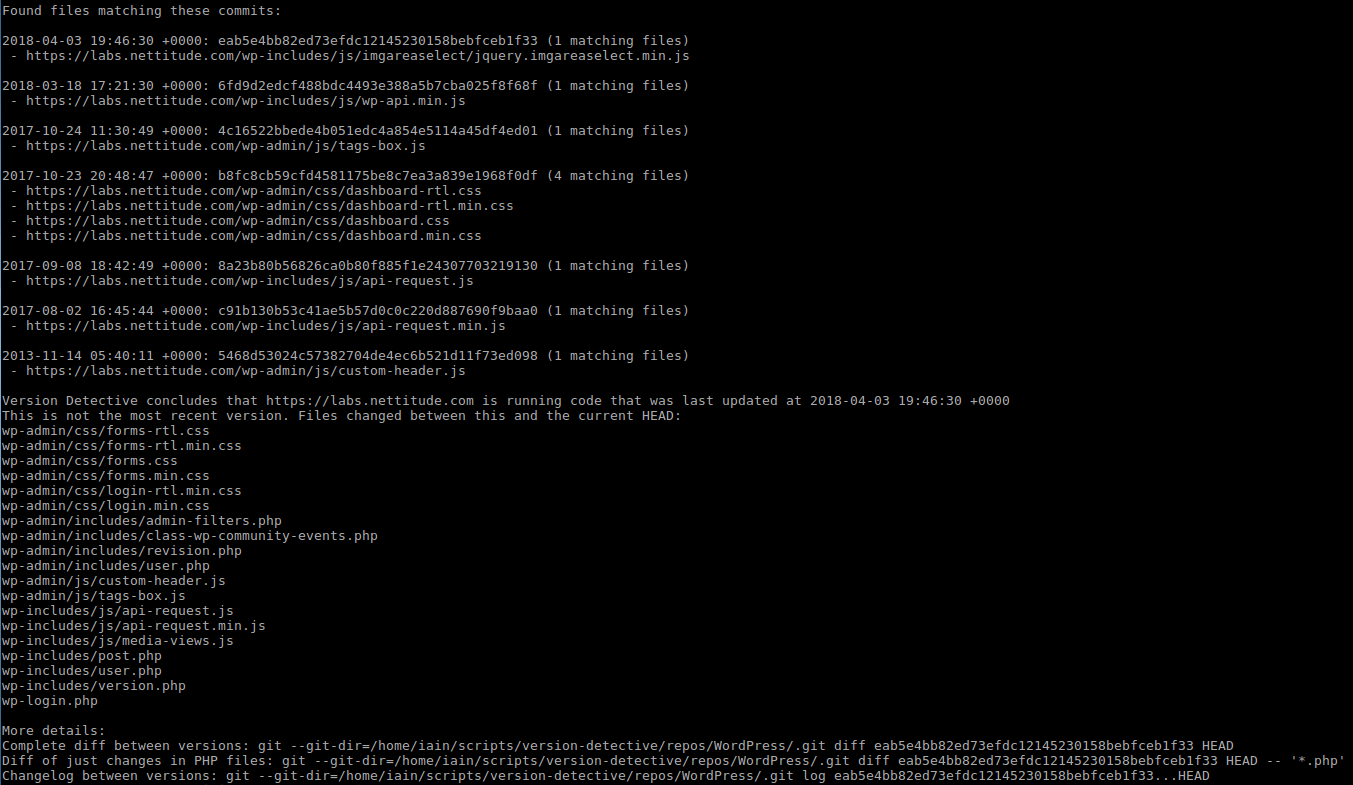 Found files matching these commits:
2018-04-03 19:46:30 +0000: eab5e4bb82ed73efdc12145230158bebfceb1f33 (1 matching files)
- https://labs.nettitude.com/wp-includes/js/imgareaselect/jquery.imgareaselect.min.js
2018-03-18 17:21:30 +0000: 6fd9d2edcf488bdc4493e388a5b7cba025f8f68f (1 matching files)
- https://labs.nettitude.com/wp-includes/js/wp-api.min.js
2017-10-24 11:30:49 +0000: 4c16522bbede4b051edc4a854e5114a45df4ed01 (1 matching files)
- https://labs.nettitude.com/wp-admin/js/tags-box.js
2017-10-23 20:48:47 +0000: b8fc8cb59cfd4581175be8c7ea3a839e1968f0df (4 matching files)
- https://labs.nettitude.com/wp-admin/css/dashboard-rtl.css
- https://labs.nettitude.com/wp-admin/css/dashboard-rtl.min.css
- https://labs.nettitude.com/wp-admin/css/dashboard.css
- https://labs.nettitude.com/wp-admin/css/dashboard.min.css
2017-09-08 18:42:49 +0000: 8a23b80b56826ca0b80f885f1e24307703219130 (1 matching files)
- https://labs.nettitude.com/wp-includes/js/api-request.js
2017-08-02 16:45:44 +0000: c91b130b53c41ae5b57d0c0c220d887690f9baa0 (1 matching files)
- https://labs.nettitude.com/wp-includes/js/api-request.min.js
2013-11-14 05:40:11 +0000: 5468d53024c57382704de4ec6b521d11f73ed098 (1 matching files)
- https://labs.nettitude.com/wp-admin/js/custom-header.js
Version Detective concludes that https://labs.nettitude.com is running code that was last updated at 2018-04-03 19:46:30 +0000
This is not the most recent version. Files changed between this and the current HEAD:
wp-admin/css/forms-rtl.css
wp-admin/css/forms-rtl.min.css
wp-admin/css/forms.css
wp-admin/css/forms.min.css
wp-admin/css/login-rtl.min.css
wp-admin/css/login.min.css
wp-admin/includes/admin-filters.php
wp-admin/includes/class-wp-community-events.php
wp-admin/includes/revision.php
wp-admin/includes/user.php
wp-admin/js/custom-header.js
wp-admin/js/tags-box.js
wp-includes/js/api-request.js
wp-includes/js/api-request.min.js
wp-includes/js/media-views.js
wp-includes/post.php
wp-includes/user.php
wp-includes/version.php
wp-login.php
More details:
Complete diff between versions: git --git-dir=/home/iain/scripts/version-detective/repos/WordPress/.git diff eab5e4bb82ed73efdc12145230158bebfceb1f33 HEAD
Diff of just changes in PHP files: git --git-dir=/home/iain/scripts/version-detective/repos/WordPress/.git diff eab5e4bb82ed73efdc12145230158bebfceb1f33 HEAD -- '*.php'
Changelog between versions: git --git-dir=/home/iain/scripts/version-detective/repos/WordPress/.git log eab5e4bb82ed73efdc12145230158bebfceb1f33...HEAD